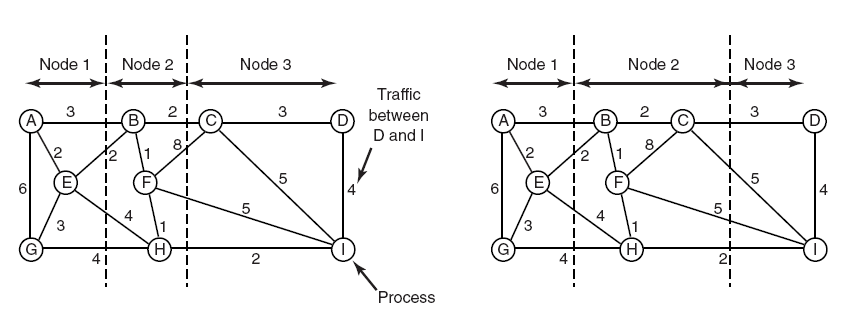 Node 1 Node 2 Node 3
Traffic
between
D and I
A 3 B 2 C 3 D
2 2 1 8
6 E F 5 4
3 4 1 5
G 4 H 2 I
Process
Node 1 Node 2 Node 3
A 3 B 2 C 3 D
2 2 1 8
6 E F 5 4
3 4 1 5
G 4 H 2 I